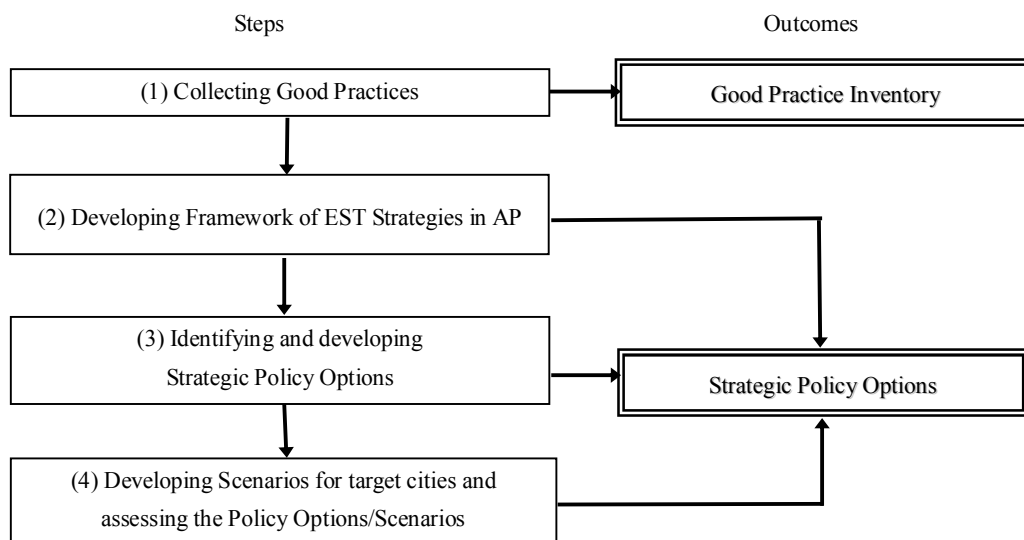 Steps
Outcomes
(1) Collecting Good Practices
Good Practice Inventory
(2) Developing Framework of EST Strategies in AP
(3) Identifying and developing
Strategic Policy Options
Strategic Policy Options
(4) Developing Scenarios for target cities and
assessing the Policy Options/Scenarios